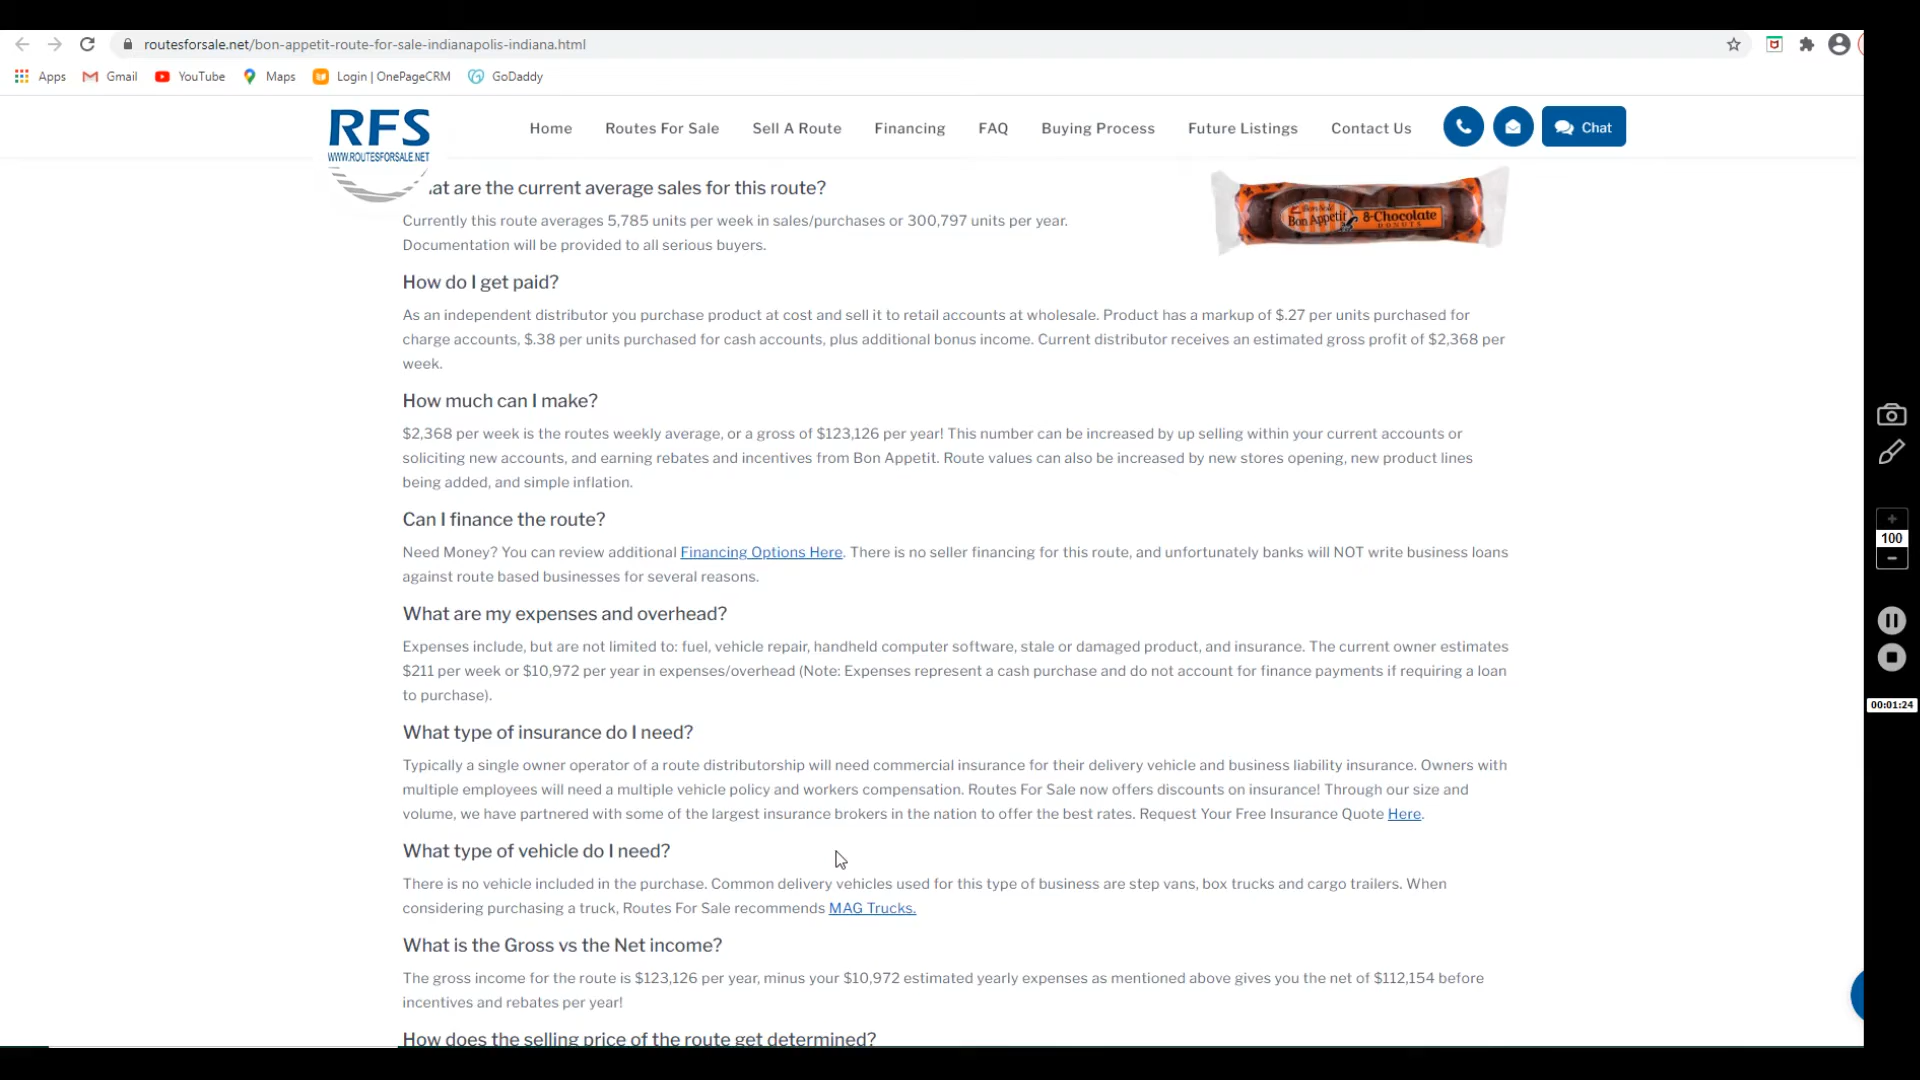 routesforsale.net/bon-appetit-route-for-sale-indianapolis-indiana.html
Apps Gmail YouTube Maps Login | OnePageCRM GoDaddy
RFS
WWW.ROUTESFORSALE.NET
Home Routes For Sale Sell A Route Financing FAQ Buying Process Future Listings Contact Us Chat
at are the current average sales for this route?
Currently this route averages 5,785 units per week in sales/purchases or 300,797 units per year.
Documentation will be provided to all serious buyers.
Bon Appetit 8-Chocolate
DONUTS
How do I get paid?
As an independent distributor you purchase product at cost and sell it to retail accounts at wholesale. Product has a markup of $.27 per units purchased for
charge accounts, $.38 per units purchased for cash accounts, plus additional bonus income. Current distributor receives an estimated gross profit of $2,368 per
week.
How much can I make?
$2,368 per week is the routes weekly average, or a gross of $123,126 per year! This number can be increased by up selling within your current accounts or
soliciting new accounts, and earning rebates and incentives from Bon Appetit. Route values can also be increased by new stores opening, new product lines
being added, and simple inflation.
Can I finance the route?
Need Money? You can review additional Financing Options Here. There is no seller financing for this route, and unfortunately banks will NOT write business loans
against route based businesses for several reasons.
What are my expenses and overhead?
Expenses include, but are not limited to: fuel, vehicle repair, handheld computer software, stale or damaged product, and insurance. The current owner estimates
$211 per week or $10,972 per year in expenses/overhead (Note: Expenses represent a cash purchase and do not account for finance payments if requiring a loan
to purchase).
What type of insurance do I need?
Typically a single owner operator of a route distributorship will need commercial insurance for their delivery vehicle and business liability insurance. Owners with
multiple employees will need a multiple vehicle policy and workers compensation. Routes For Sale now offers discounts on insurance! Through our size and
volume, we have partnered with some of the largest insurance brokers in the nation to offer the best rates. Request Your Free Insurance Quote Here.
What type of vehicle do I need?
There is no vehicle included in the purchase. Common delivery vehicles used for this type of business are step vans, box trucks and cargo trailers. When
considering purchasing a truck, Routes For Sale recommends MAG Trucks.
What is the Gross vs the Net income?
The gross income for the route is $123,126 per year, minus your $10,972 estimated yearly expenses as mentioned above gives you the net of $112,154 before
incentives and rebates per year!
How does the selling price of the route get determined?
100
00:01:24